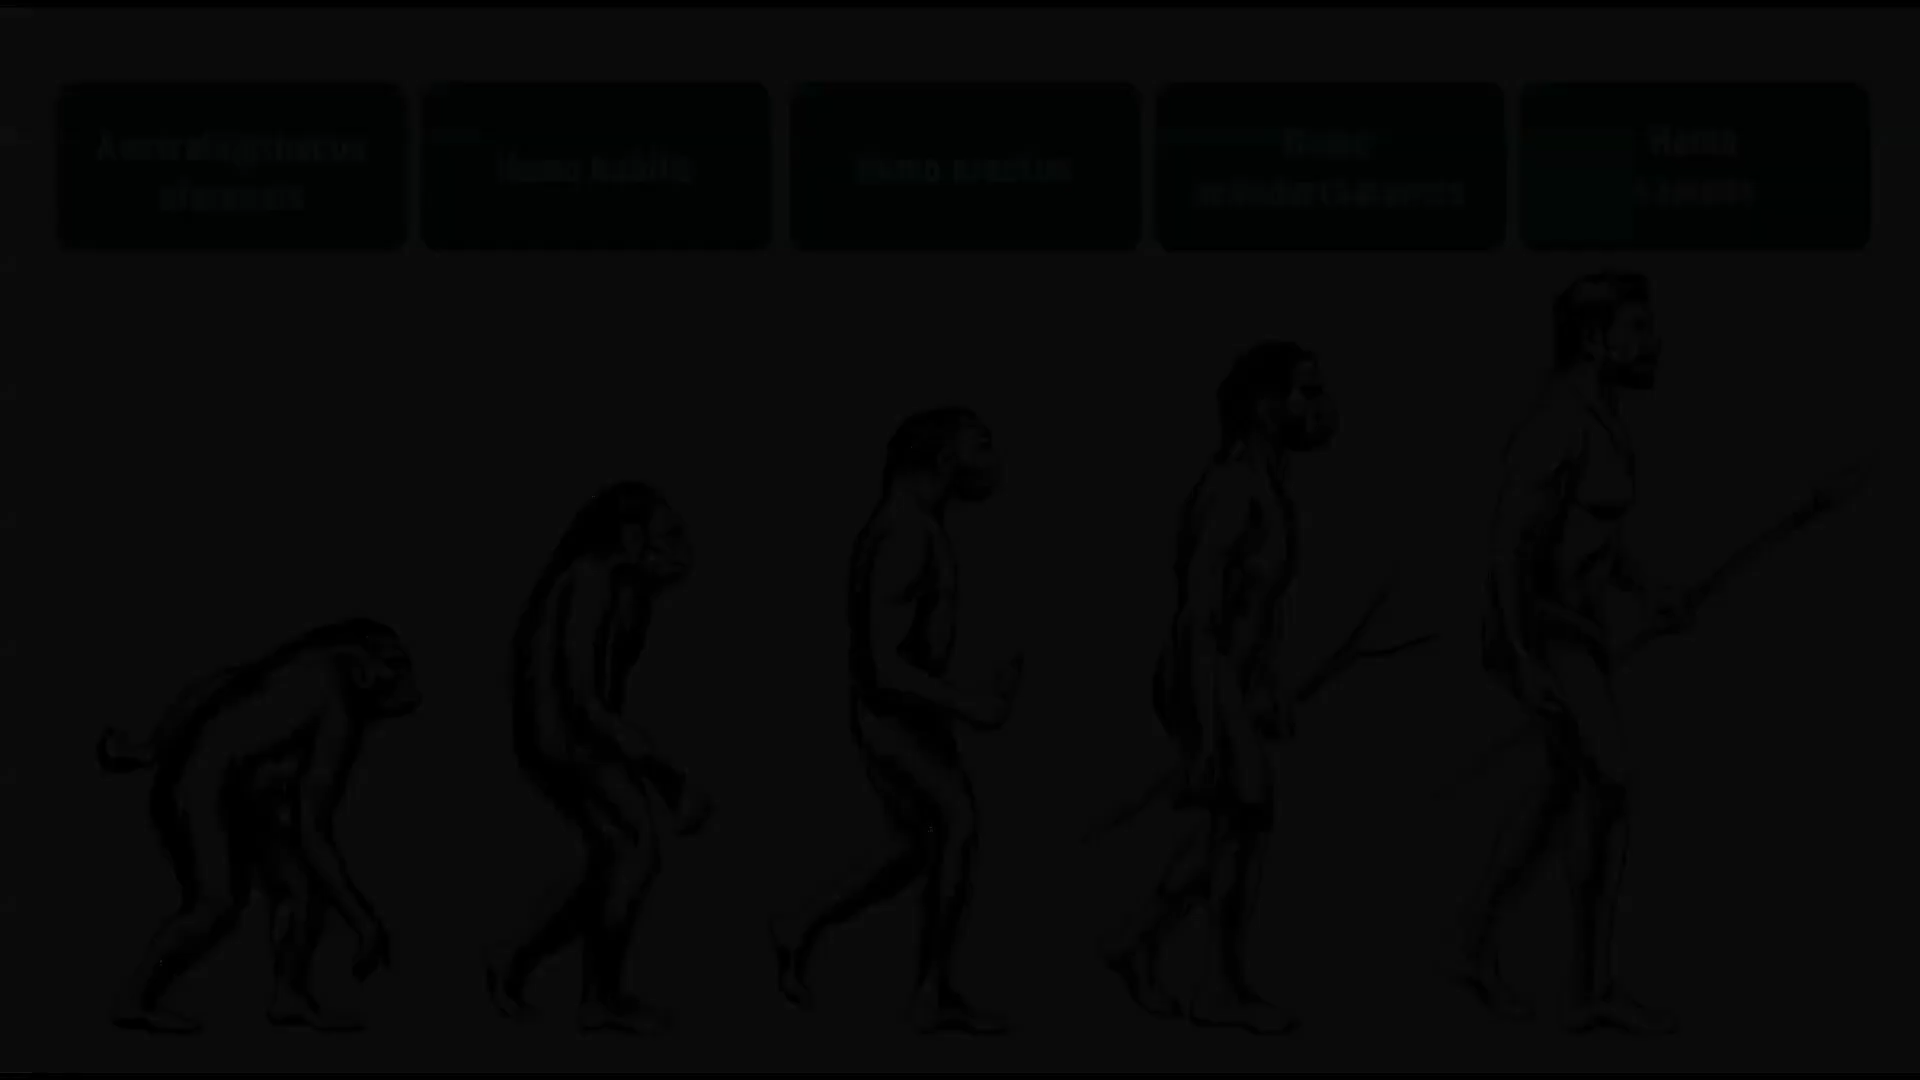 Australopithecus
afarensis
Homo habilis
Homo erectus
Homo
neanderthalensis
Homo
sapiens